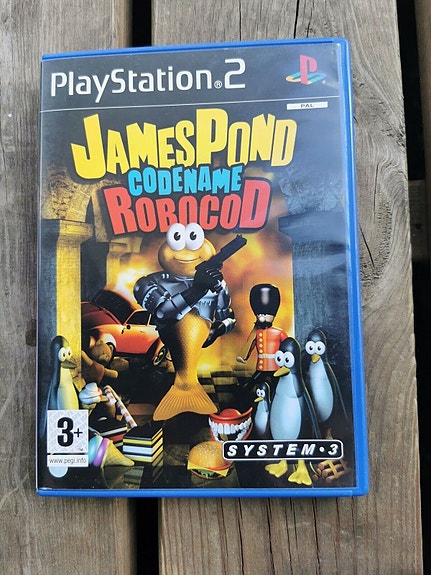 PlayStation®2
PAL
JAMES POND
CODENAME
ROBOCOD
3+
www.pegi.info
SYSTEM·3